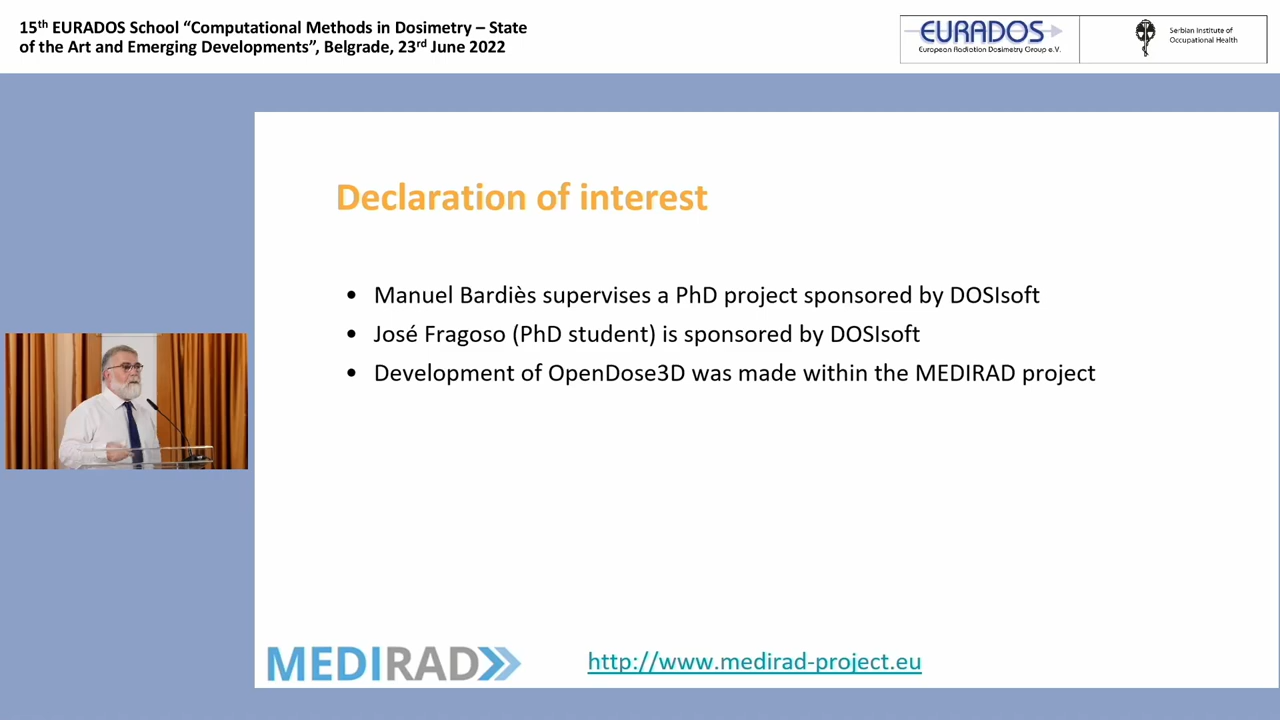 15th EURADOS School “Computational Methods in Dosimetry – State
of the Art and Emerging Developments”, Belgrade, 23rd June 2022
EURADOS
European Radiation Dosimetry Group e.V.
Serbian Institute of
Occupational Health
Declaration of interest
• Manuel Bardiès supervises a PhD project sponsored by DOSIsoft
• José Fragoso (PhD student) is sponsored by DOSIsoft
• Development of OpenDose3D was made within the MEDIRAD project
MEDIRAD
http://www.medirad-project.eu